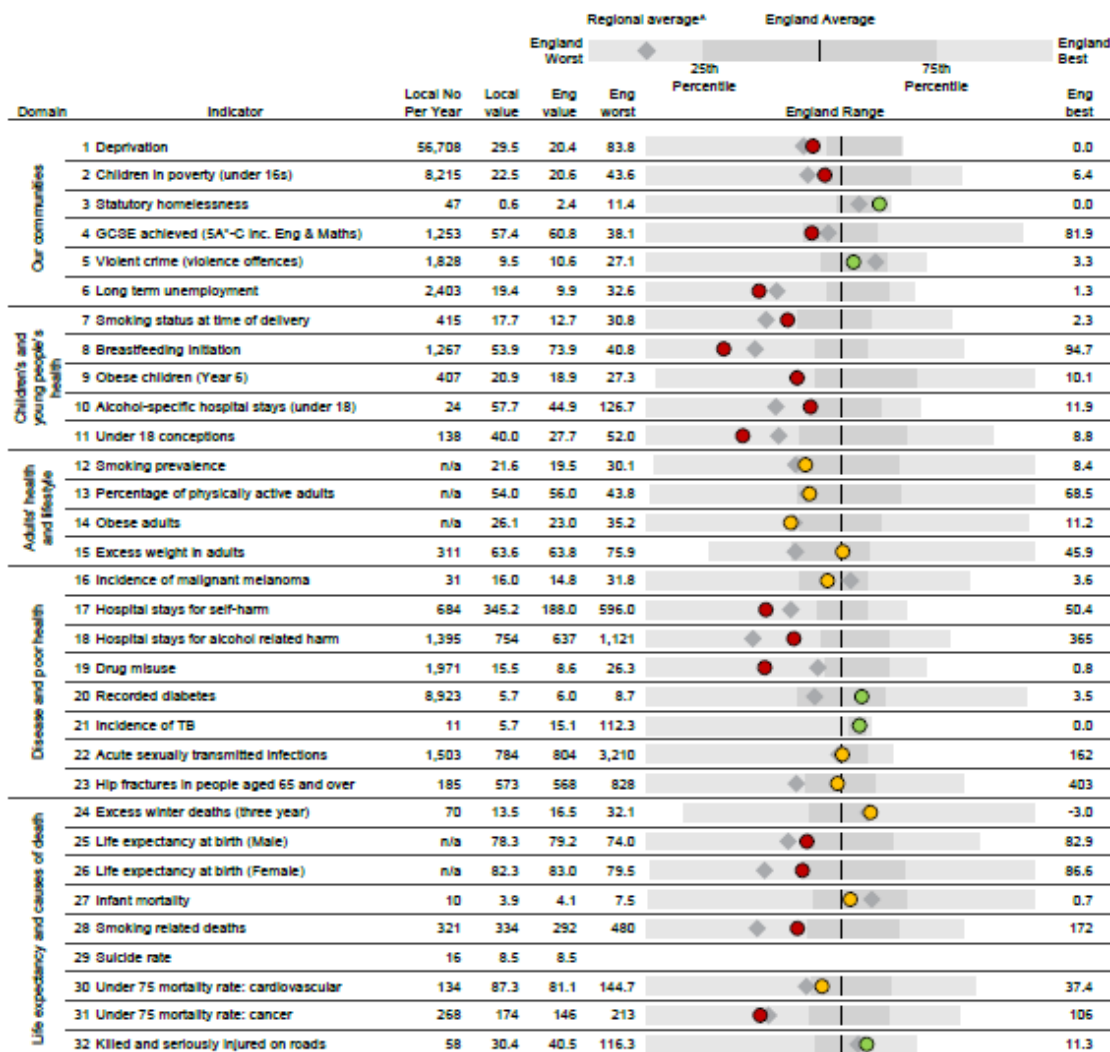 Regional average^ England Average
England Worst England Best
25th Percentile 75th Percentile
Domain Indicator Local No Per Year Local value Eng value Eng worst England Range Eng best
Our communities
1 Deprivation 56,708 29.5 20.4 83.8 0.0
2 Children in poverty (under 16s) 8,215 22.5 20.6 43.6 6.4
3 Statutory homelessness 47 0.6 2.4 11.4 0.0
4 GCSE achieved (5A*-C inc. Eng & Maths) 1,253 57.4 60.8 38.1 81.9
5 Violent crime (violence offences) 1,828 9.5 10.6 27.1 3.3
6 Long term unemployment 2,403 19.4 9.9 32.6 1.3
Children's and young people's health
7 Smoking status at time of delivery 415 17.7 12.7 30.8 2.3
8 Breastfeeding initiation 1,267 53.9 73.9 40.8 94.7
9 Obese children (Year 6) 407 20.9 18.9 27.3 10.1
10 Alcohol-specific hospital stays (under 18) 24 57.7 44.9 126.7 11.9
11 Under 18 conceptions 138 40.0 27.7 52.0 8.8
Adults' health and lifestyle
12 Smoking prevalence n/a 21.6 19.5 30.1 8.4
13 Percentage of physically active adults n/a 54.0 56.0 43.8 68.5
14 Obese adults n/a 26.1 23.0 35.2 11.2
15 Excess weight in adults 311 63.6 63.8 75.9 45.9
Disease and poor health
16 Incidence of malignant melanoma 31 16.0 14.8 31.8 3.6
17 Hospital stays for self-harm 684 345.2 188.0 596.0 50.4
18 Hospital stays for alcohol related harm 1,395 754 637 1,121 365
19 Drug misuse 1,971 15.5 8.6 26.3 0.8
20 Recorded diabetes 8,923 5.7 6.0 8.7 3.5
21 Incidence of TB 11 5.7 15.1 112.3 0.0
22 Acute sexually transmitted infections 1,503 784 804 3,210 162
23 Hip fractures in people aged 65 and over 185 573 568 828 403
Life expectancy and causes of death
24 Excess winter deaths (three year) 70 13.5 16.5 32.1 -3.0
25 Life expectancy at birth (Male) n/a 78.3 79.2 74.0 82.9
26 Life expectancy at birth (Female) n/a 82.3 83.0 79.5 86.6
27 Infant mortality 10 3.9 4.1 7.5 0.7
28 Smoking related deaths 321 334 292 480 172
29 Suicide rate 16 8.5 8.5
30 Under 75 mortality rate: cardiovascular 134 87.3 81.1 144.7 37.4
31 Under 75 mortality rate: cancer 268 174 146 213 106
32 Killed and seriously injured on roads 58 30.4 40.5 116.3 11.3